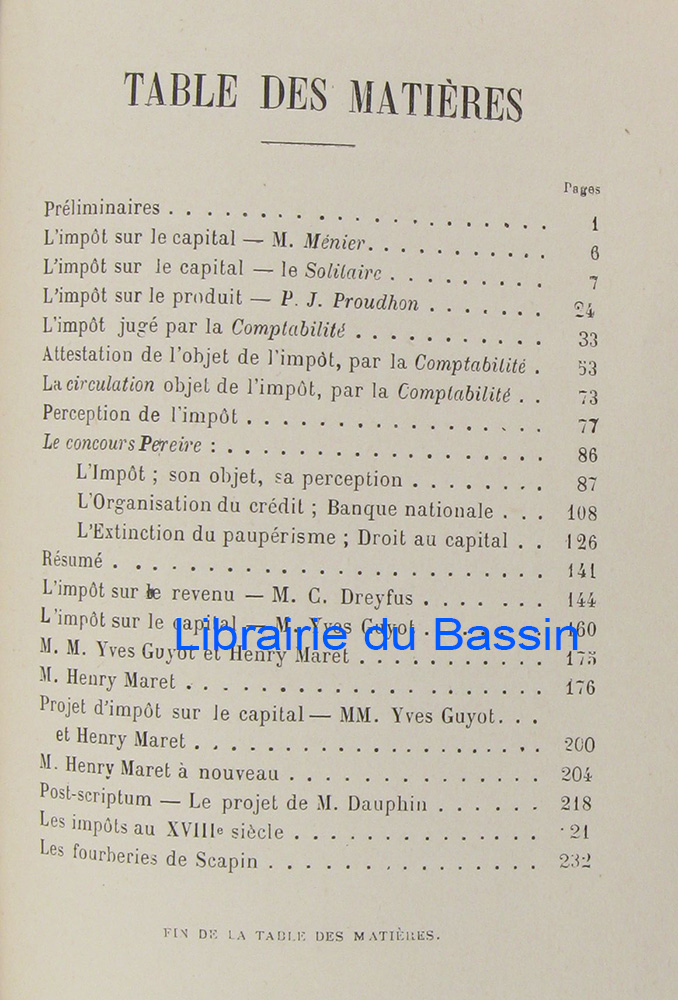 TABLE DES MATIÈRES
Pages
Préliminaires . . . . . . . . . . . . . . . . . . . . . . 1
L'impôt sur le capital — M. Ménier. . . . . . . . . . . 6
L'impôt sur le capital — le Solitaire . . . . . . . . . . 7
L'impôt sur le produit — P. J. Proudhon . . . . . . . 24
L'impôt jugé par la Comptabilité . . . . . . . . . . . 33
Attestation de l'objet de l'impôt, par la Comptabilité . 53
La circulation objet de l'impôt, par la Comptabilité . . 73
Perception de l'impôt . . . . . . . . . . . . . . . . . 77
Le concours Pereire : . . . . . . . . . . . . . . . . . . 86
L'Impôt ; son objet, sa perception . . . . . . . . 87
L'Organisation du crédit ; Banque nationale . . . 108
L'Extinction du paupérisme ; Droit au capital . . 126
Résumé . . . . . . . . . . . . . . . . . . . . . . . . 141
L'impôt sur le revenu — M. C. Dreyfus . . . . . . . 144
L'impôt sur le capital — M. Yves Guyot . . . . . . . 60
Librairie du Bassin
M. M. Yves Guyot et Henry Maret . . . . . . . . . . . 175
M. Henry Maret . . . . . . . . . . . . . . . . . . . . 176
Projet d'impôt sur le capital — MM. Yves Guyot. . .
et Henry Maret . . . . . . . . . . . . . . . . . . . 200
M. Henry Maret à nouveau . . . . . . . . . . . . . . 204
Post-scriptum — Le projet de M. Dauphin . . . . . . 218
Les impôts au XVIIIe siècle . . . . . . . . . . . . . . 21
Les fourberies de Scapin . . . . . . . . . . . . . . . . 232
FIN DE LA TABLE DES MATIÈRES.